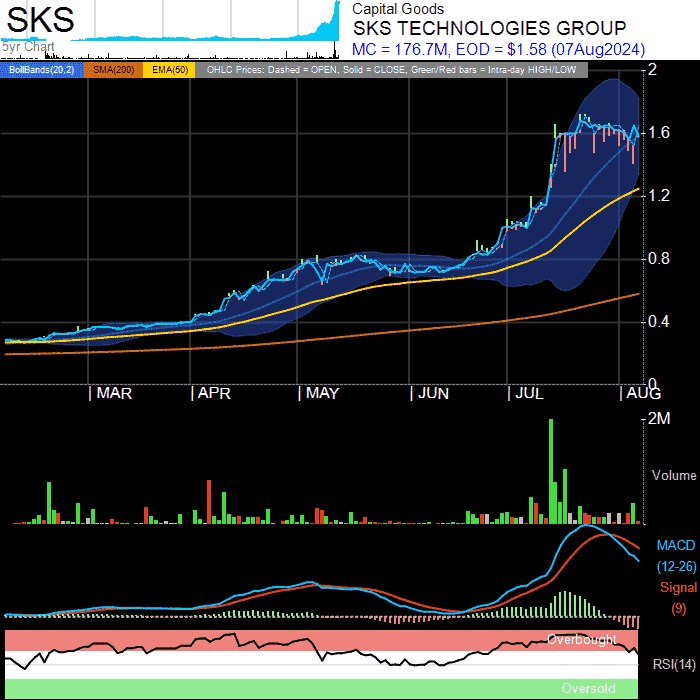 SKS
Capital Goods
SKS TECHNOLOGIES GROUP
5yr Chart
MC = 176.7M, EOD = $1.58 (07Aug2024)
BollBands(20,2) SMA(200) EMA(50) OHLC Prices: Dashed = OPEN, Solid = CLOSE, Green/Red bars = Intra-day HIGH/LOW
2
1.6
1.2
0.8
0.4
0
MAR APR MAY JUN JUL AUG
2M
Volume
MACD
(12-26)
Signal
(9)
Overbought
RSI(14)
Oversold